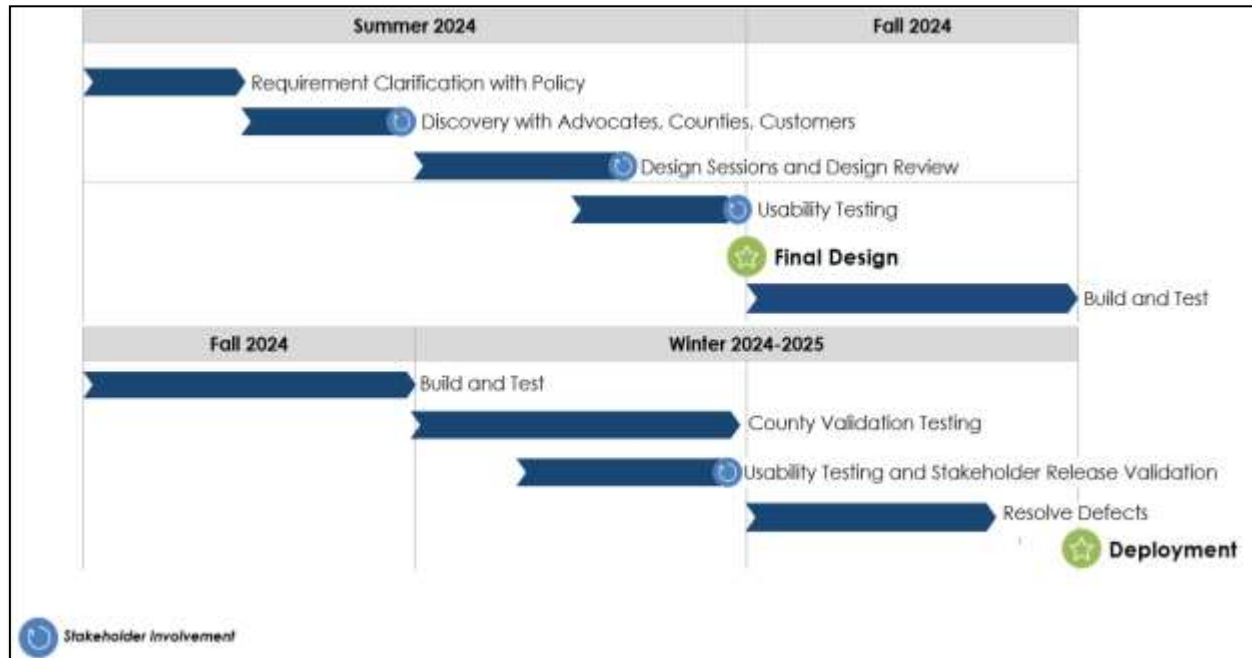 Summer 2024
Fall 2024
Requirement Clarification with Policy
Discovery with Advocates, Counties, Customers
Design Sessions and Design Review
Usability Testing
Final Design
Build and Test
Fall 2024
Winter 2024-2025
Build and Test
County Validation Testing
Usability Testing and Stakeholder Release Validation
Resolve Defects
Deployment
Stakeholder Involvement